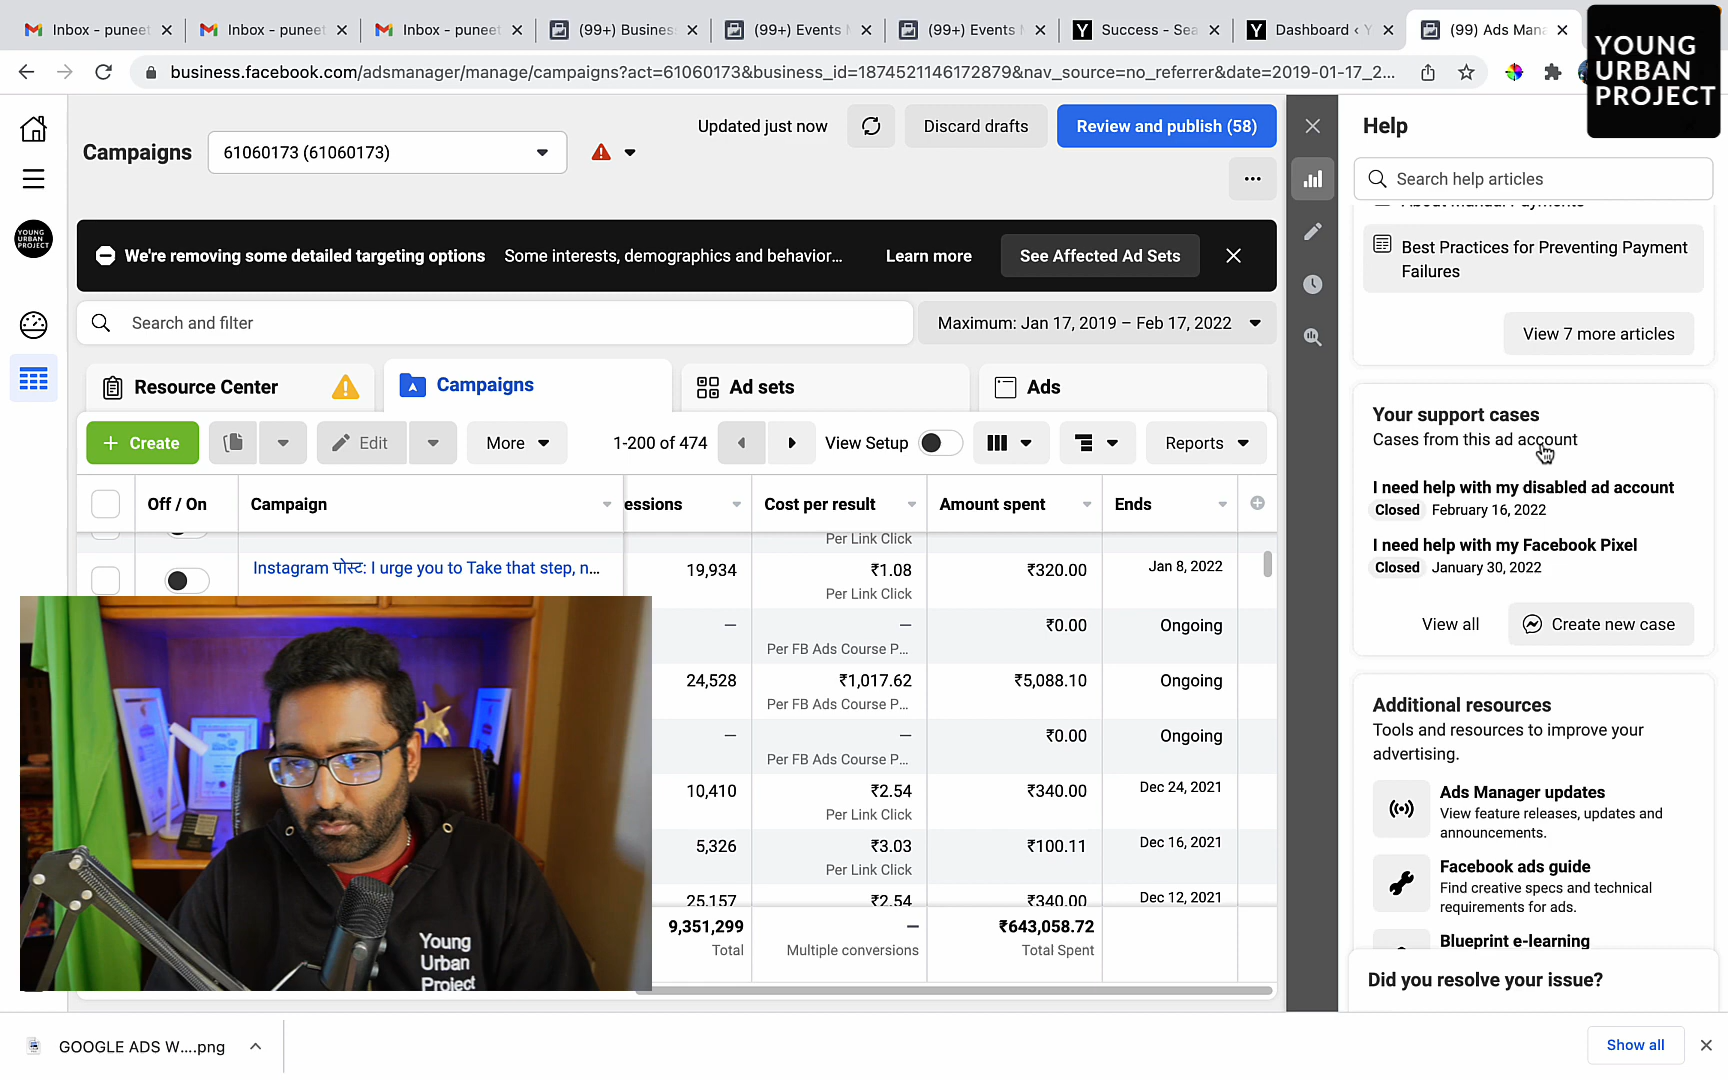 Inbox - puneet
Inbox - puneet
Inbox - puneet
(99+) Business
(99+) Events M
(99+) Events M
Success - Sea
Dashboard ‹ Y
(99) Ads Mana
business.facebook.com/adsmanager/manage/campaigns?act=61060173&business_id=1874521146172879&nav_source=no_referrer&date=2019-01-17_2...
YOUNG
URBAN
PROJECT
Campaigns
61060173 (61060173)
Updated just now
Discard drafts
Review and publish (58)
YOUNG
URBAN
PROJECT
We're removing some detailed targeting options
Some interests, demographics and behavior...
Learn more
See Affected Ad Sets
Search and filter
Maximum: Jan 17, 2019 – Feb 17, 2022
Resource Center
Campaigns
Ad sets
Ads
+ Create
Edit
More
1-200 of 474
View Setup
Reports
Off / On
Campaign
essions
Cost per result
Amount spent
Ends
Per Link Click
Instagram पोस्ट: I urge you to Take that step, n...
19,934
₹1.08
₹320.00
Jan 8, 2022
Per Link Click
—
—
₹0.00
Ongoing
Per FB Ads Course P...
24,528
₹1,017.62
₹5,088.10
Ongoing
Per FB Ads Course P...
—
—
₹0.00
Ongoing
Per FB Ads Course P...
10,410
₹2.54
₹340.00
Dec 24, 2021
Per Link Click
5,326
₹3.03
₹100.11
Dec 16, 2021
Per Link Click
25,157
₹2.54
₹340.00
Dec 12, 2021
9,351,299
—
₹643,058.72
Total
Multiple conversions
Total Spent
Young
Urban
Project
Help
Search help articles
About Manual Payments
Best Practices for Preventing Payment
Failures
View 7 more articles
Your support cases
Cases from this ad account
I need help with my disabled ad account
Closed February 16, 2022
I need help with my Facebook Pixel
Closed January 30, 2022
View all
Create new case
Additional resources
Tools and resources to improve your
advertising.
Ads Manager updates
View feature releases, updates and
announcements.
Facebook ads guide
Find creative specs and technical
requirements for ads.
Blueprint e-learning
Did you resolve your issue?
GOOGLE ADS W....png
Show all